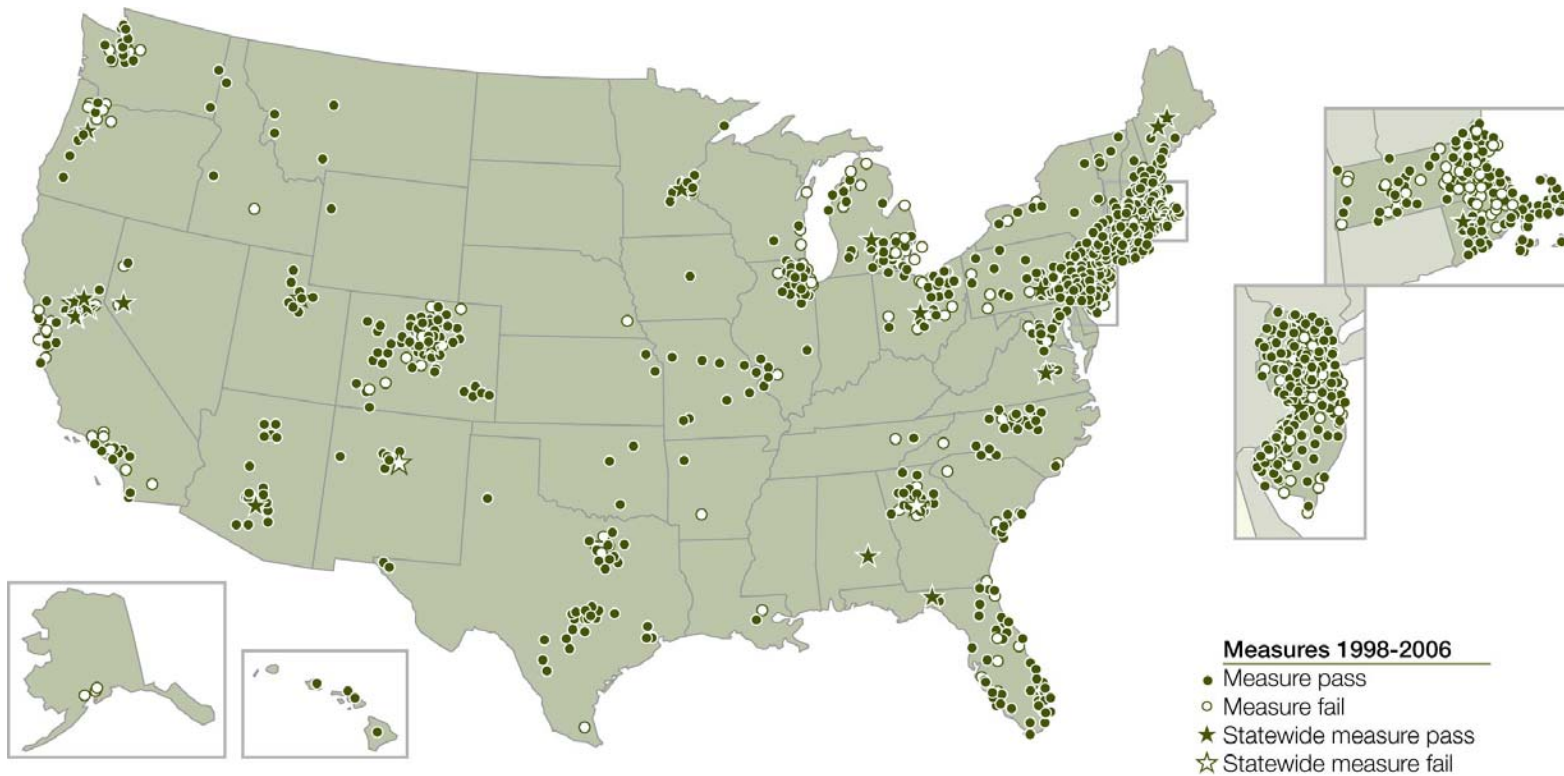 Measures 1998-2006
Measure pass
Measure fail
Statewide measure pass
Statewide measure fail